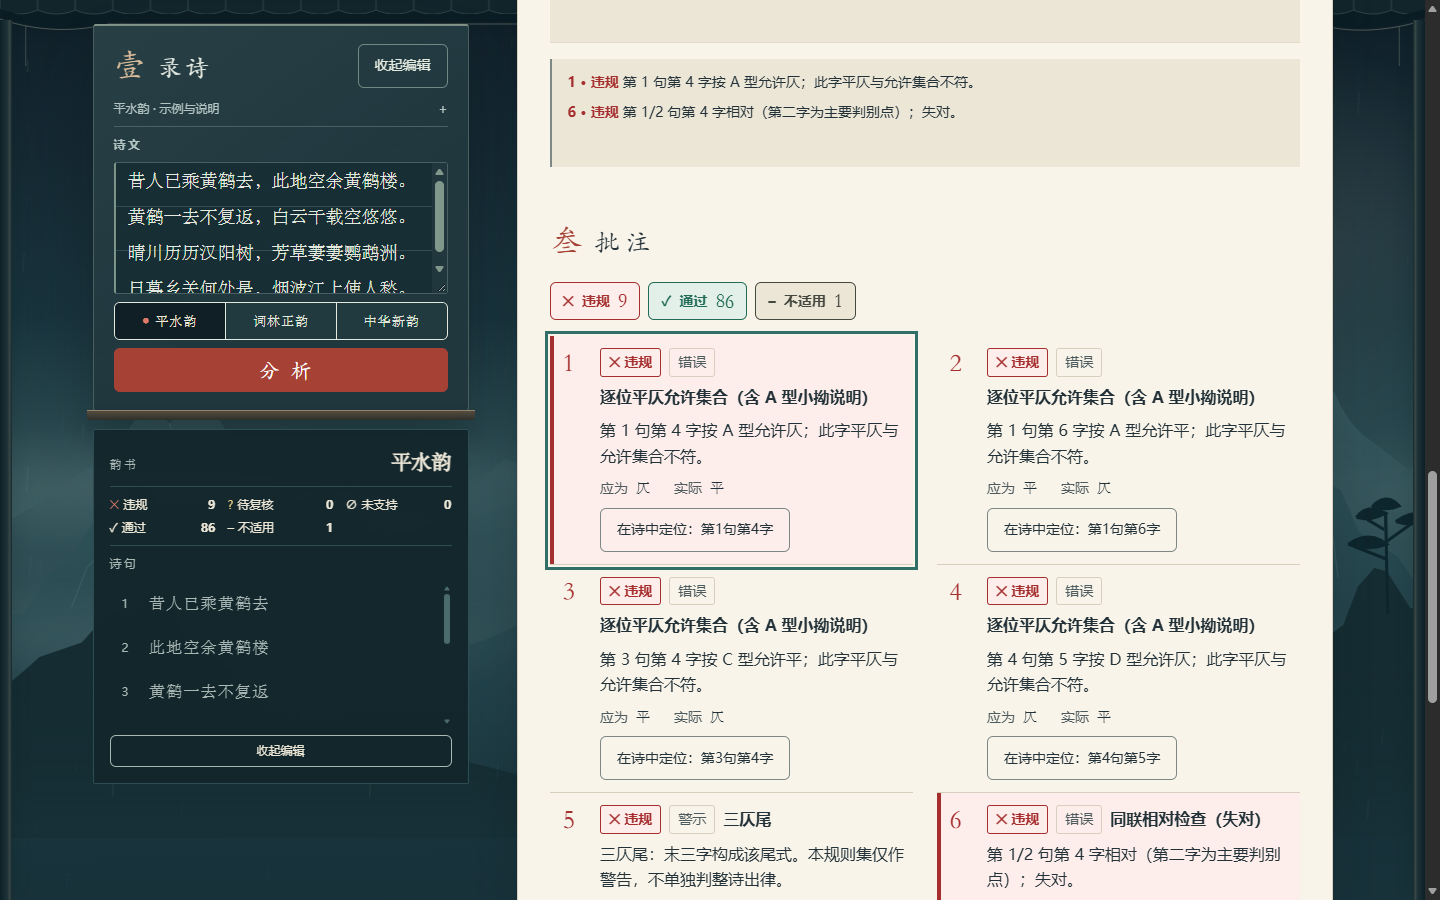 壹 录诗
收起编辑
平水韵 · 示例与说明 +
诗文
昔人已乘黄鹤去，此地空余黄鹤楼。
黄鹤一去不复返，白云千载空悠悠。
晴川历历汉阳树，芳草萋萋鹦鹉洲。
日暮乡关何处是，烟波江上使人愁。
平水韵 词林正韵 中华新韵
分析
韵书 平水韵
× 违规 9 ? 待复核 0 ⊘ 未支持 0
✓ 通过 86 – 不适用 1
诗句
1 昔人已乘黄鹤去
2 此地空余黄鹤楼
3 黄鹤一去不复返
收起编辑
1 • 违规 第 1 句第 4 字按 A 型允许仄；此字平仄与允许集合不符。
6 • 违规 第 1/2 句第 4 字相对（第二字为主要判别点）；失对。
叁 批注
× 违规 9 ✓ 通过 86 – 不适用 1
1 × 违规 错误
逐位平仄允许集合（含 A 型小拗说明）
第 1 句第 4 字按 A 型允许仄；此字平仄与
允许集合不符。
应为 仄 实际 平
在诗中定位：第1句第4字
2 × 违规 错误
逐位平仄允许集合（含 A 型小拗说明）
第 1 句第 6 字按 A 型允许平；此字平仄与
允许集合不符。
应为 平 实际 仄
在诗中定位：第1句第6字
3 × 违规 错误
逐位平仄允许集合（含 A 型小拗说明）
第 3 句第 4 字按 C 型允许平；此字平仄与
允许集合不符。
应为 平 实际 仄
在诗中定位：第3句第4字
4 × 违规 错误
逐位平仄允许集合（含 A 型小拗说明）
第 4 句第 5 字按 D 型允许仄；此字平仄与
允许集合不符。
应为 仄 实际 平
在诗中定位：第4句第5字
5 × 违规 警示 三仄尾
三仄尾：末三字构成该尾式。本规则集仅作
警告，不单独判整诗出律。
6 × 违规 错误 同联相对检查（失对）
第 1/2 句第 4 字相对（第二字为主要判别
点）；失对。